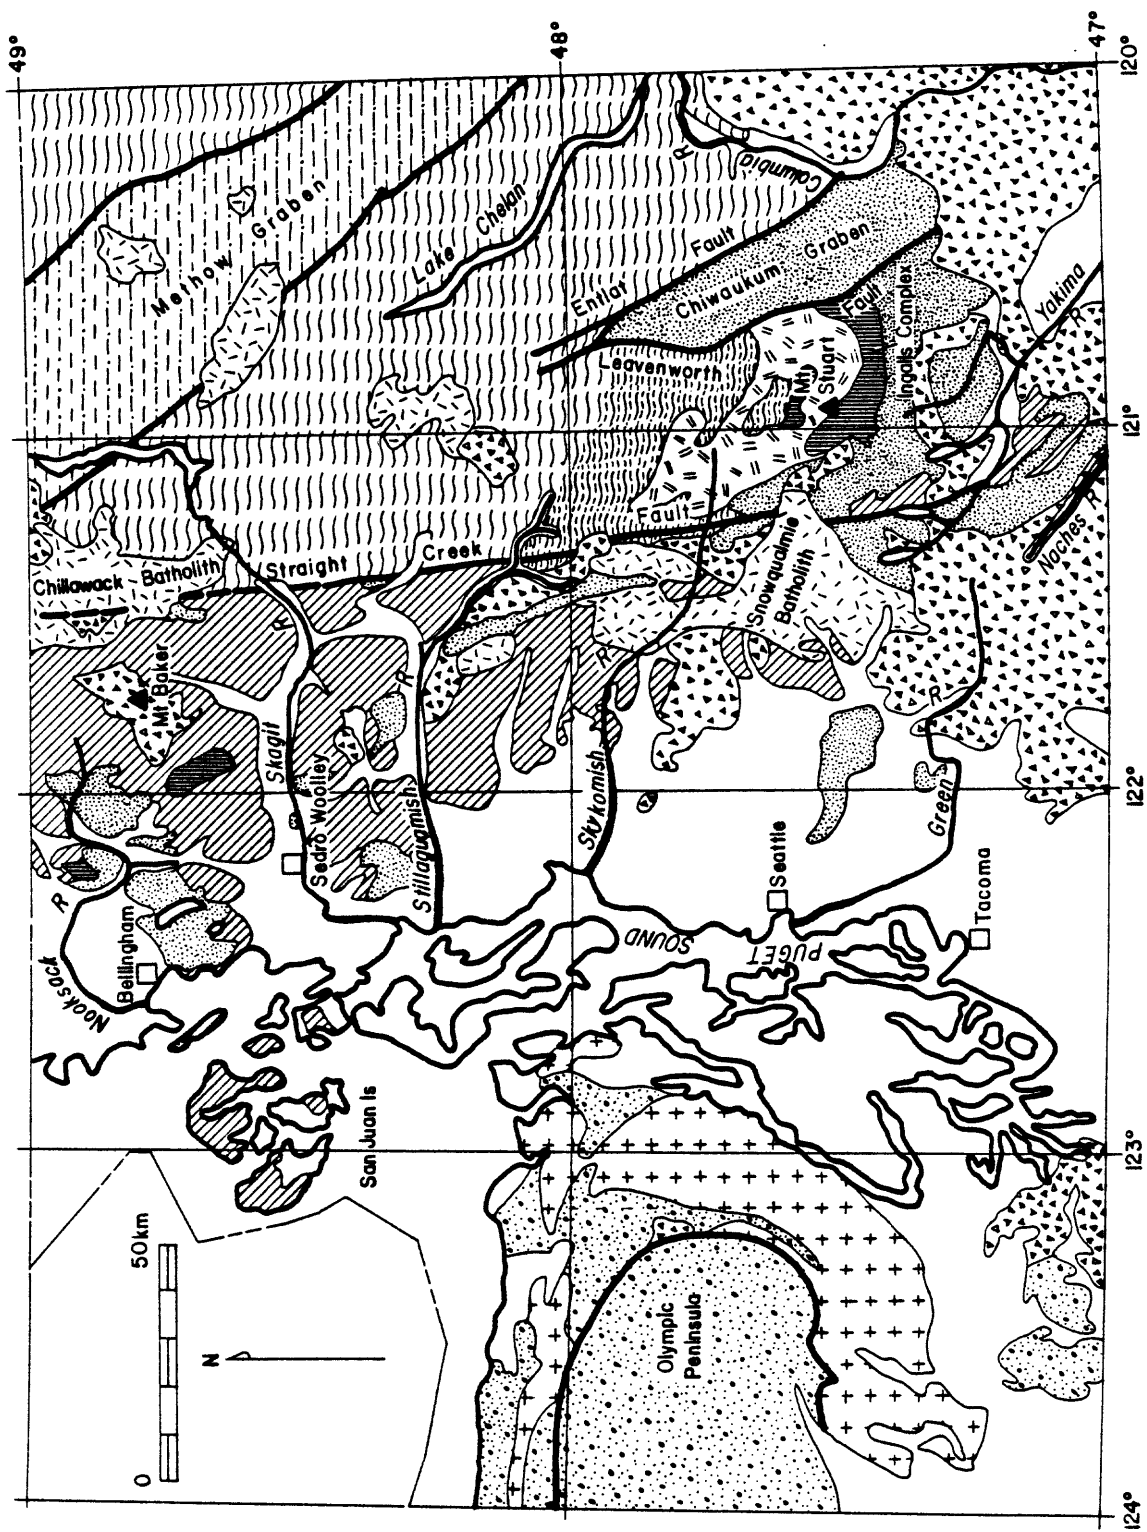 49°
48°
47°
120°
121°
122°
123°
124°
Methow Graben
Lake Chelan
Columbia
R
Entiat Fault
Chiwaukum Graben
Leavenworth Fault
Mt Stuart
Ingalls Complex
Yakima R
Naches R
Chillawack Batholith
Straight Creek Fault
Snowqualmie Batholith
Mt Baker
Skagit R
Sedro Woolley
Stillaguamish R
Skykomish R
Green R
Nooksack R
Bellingham
Seattle
Tacoma
PUGET SOUND
San Juan Is
Olympic
Peninsula
0 50km
N